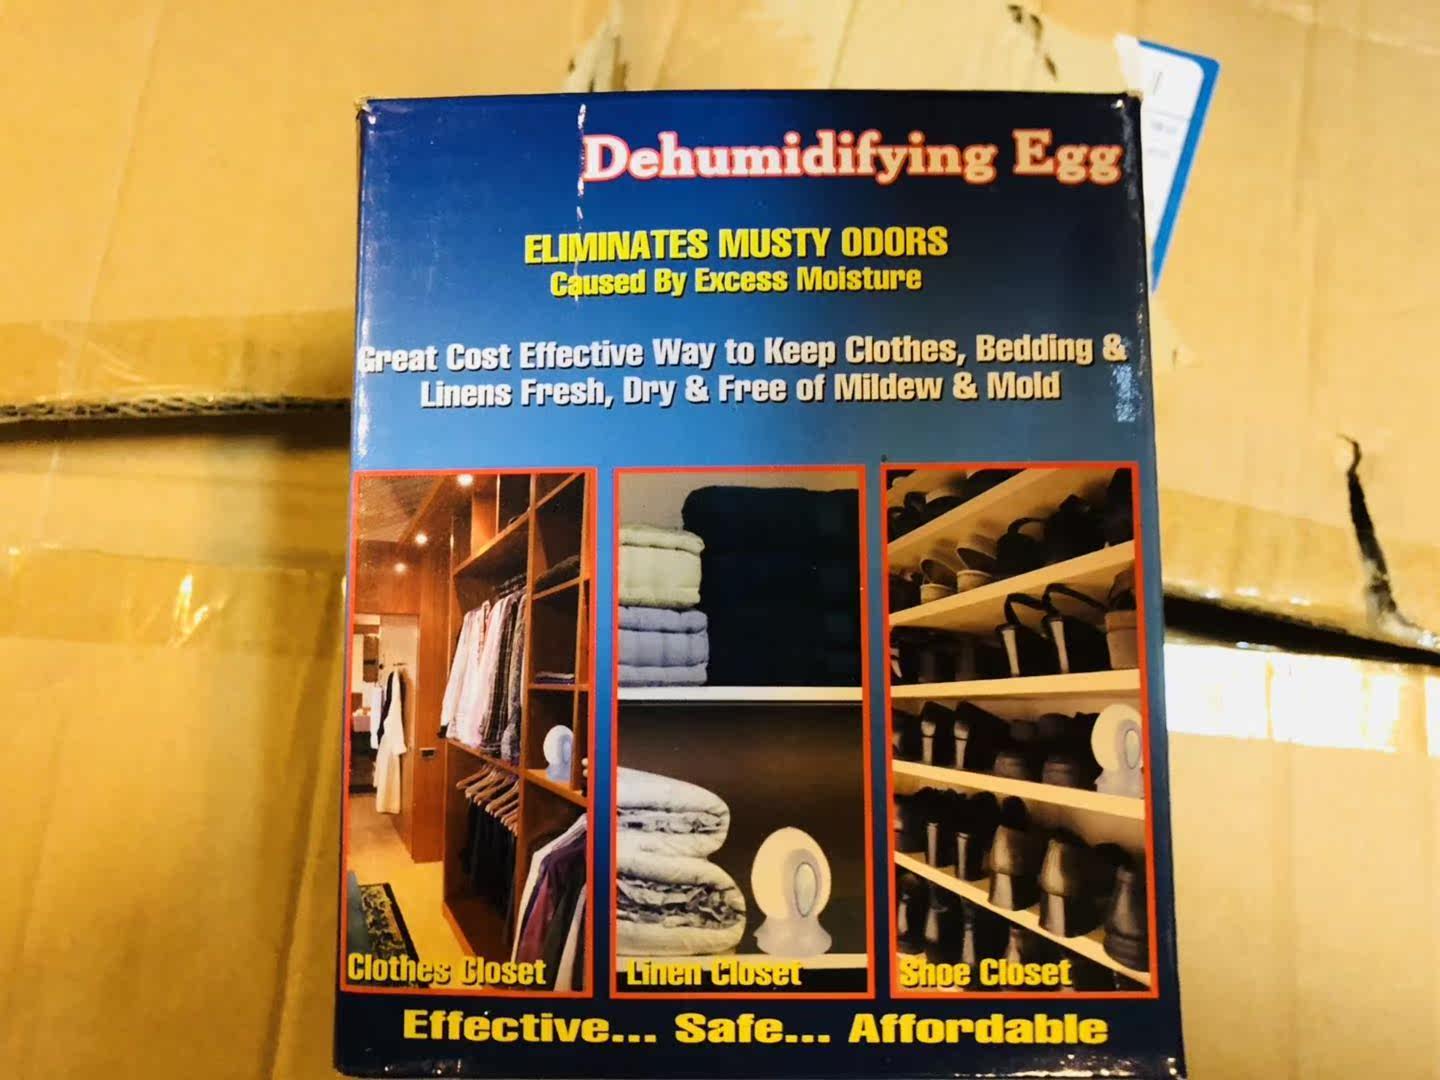 Dehumidifying Egg
ELIMINATES MUSTY ODORS
Caused By Excess Moisture
Great Cost Effective Way to Keep Clothes, Bedding &
Linens Fresh, Dry & Free of Mildew & Mold
Clothes Closet
Linen Closet
Shoe Closet
Effective... Safe... Affordable